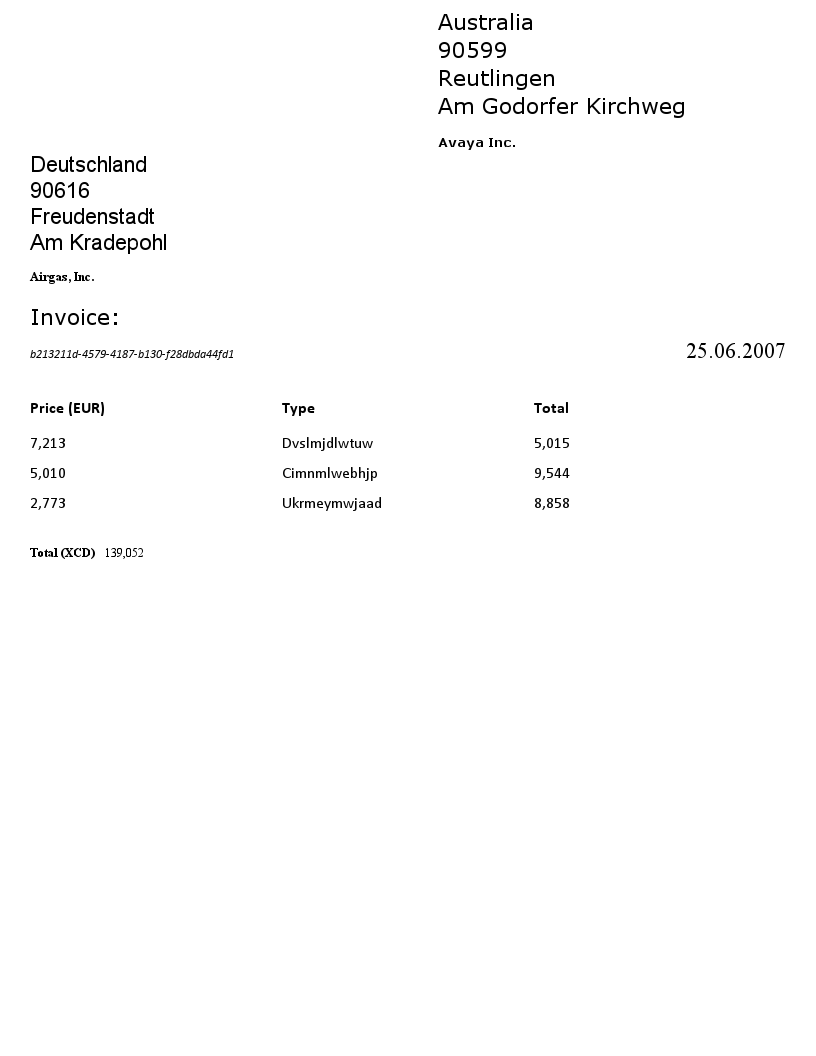 Australia
90599
Reutlingen
Am Godorfer Kirchweg
Avaya Inc.
Deutschland
90616
Freudenstadt
Am Kradepohl
Airgas, Inc.
Invoice:
b213211d-4579-4187-b130-f28dbda44fd1 25.06.2007
Price (EUR) Type Total
7,213 Dvslmjdlwtuw 5,015
5,010 Cimnmlwebhjp 9,544
2,773 Ukrmeymwjaad 8,858
Total (XCD) 139,052